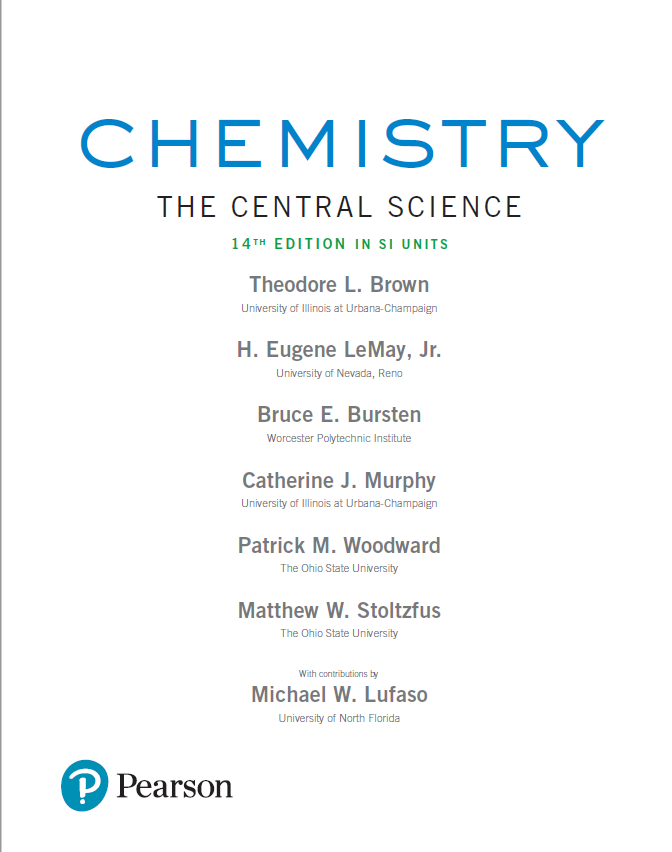 CHEMISTRY
THE CENTRAL SCIENCE
14TH EDITION IN SI UNITS
Theodore L. Brown
University of Illinois at Urbana-Champaign
H. Eugene LeMay, Jr.
University of Nevada, Reno
Bruce E. Bursten
Worcester Polytechnic Institute
Catherine J. Murphy
University of Illinois at Urbana-Champaign
Patrick M. Woodward
The Ohio State University
Matthew W. Stoltzfus
The Ohio State University
With contributions by
Michael W. Lufaso
University of North Florida
P Pearson